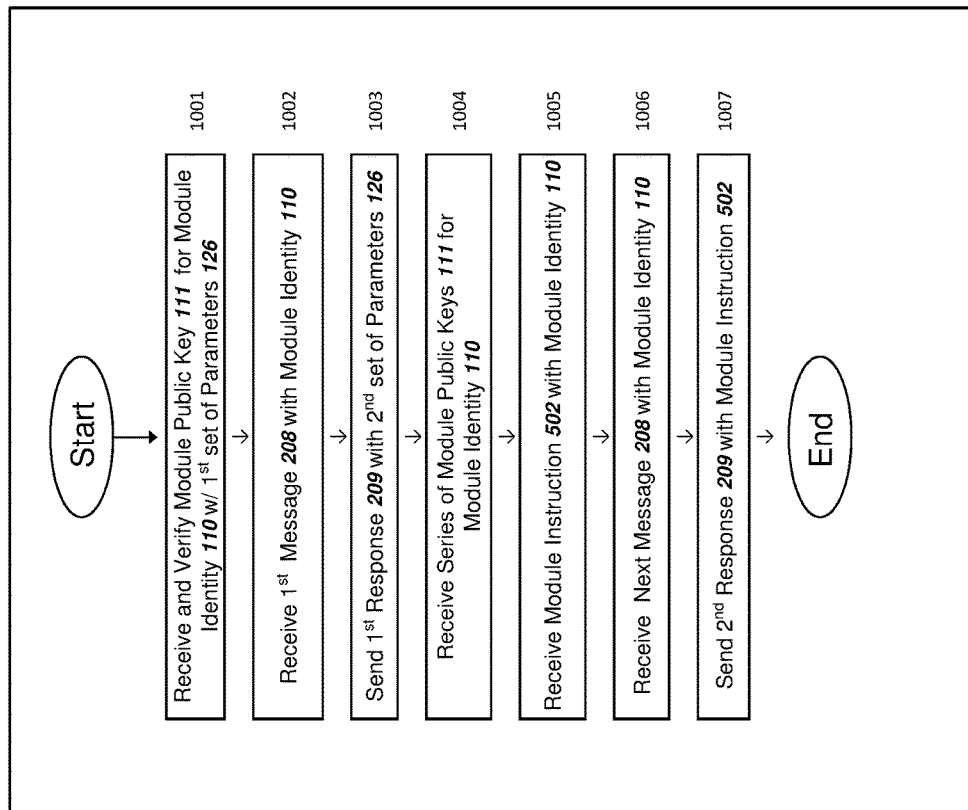 Start
Receive and Verify Module Public Key 111 for Module
Identity 110 w/ 1st set of Parameters 126
1001
Receive 1st Message 208 with Module Identity 110
1002
Send 1st Response 209 with 2nd set of Parameters 126
1003
Receive Series of Module Public Keys 111 for
Module Identity 110
1004
Receive Module Instruction 502 with Module Identity 110
1005
Receive Next Message 208 with Module Identity 110
1006
Send 2nd Response 209 with Module Instruction 502
1007
End